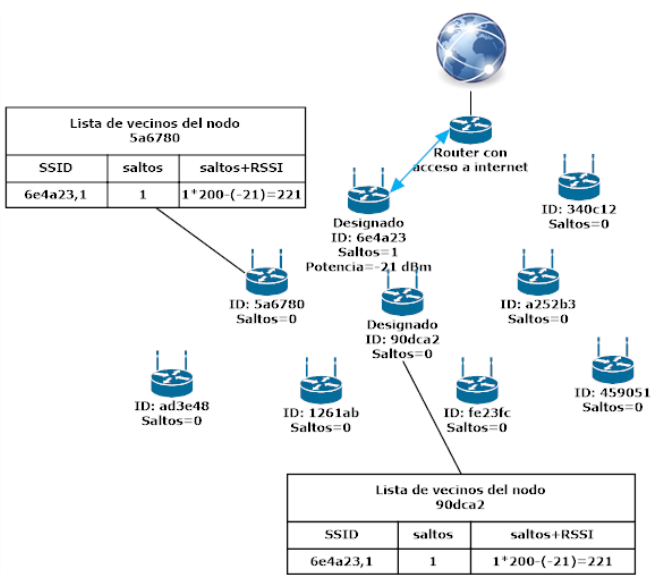 Router con
acceso a internet
Lista de vecinos del nodo
5a6780
SSID saltos saltos+RSSI
6e4a23,1 1 1*200-(-21)=221
Designado
ID: 6e4a23
Saltos=1
Potencia=-21 dBm
ID: 340c12
Saltos=0
ID: 5a6780
Saltos=0
Designado
ID: 90dca2
Saltos=0
ID: a252b3
Saltos=0
ID: ad3e48
Saltos=0
ID: 1261ab
Saltos=0
ID: fe23fc
Saltos=0
ID: 459051
Saltos=0
Lista de vecinos del nodo
90dca2
SSID saltos saltos+RSSI
6e4a23,1 1 1*200-(-21)=221